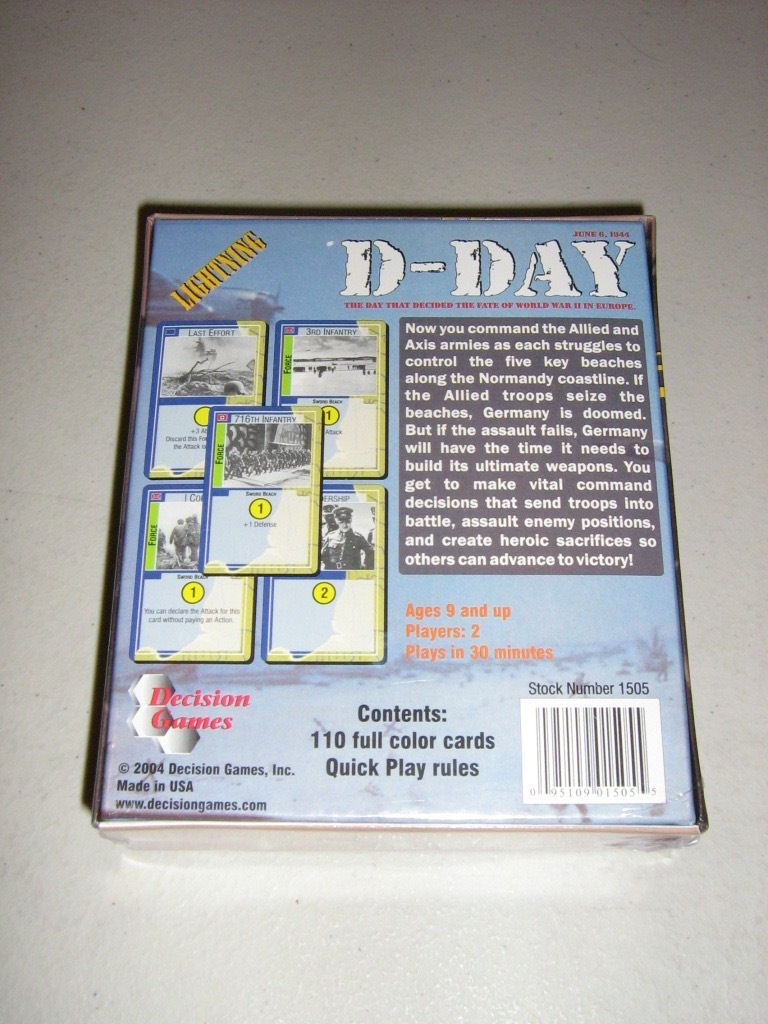 LIGHTNING
JUNE 6, 1944
D-DAY
THE DAY THAT DECIDED THE FATE OF WORLD WAR II IN EUROPE.
LAST EFFORT
Discard this
the Attack is
3RD INFANTRY
FORCE
SWORD BEACH
1
Attack
716TH INFANTRY
FORCE
SWORD BEACH
1
+1 Defense
FORCE
SWORD
1
You can declare the Attack for this
card without paying an Action.
2
Now you command the Allied and
Axis armies as each struggles to
control the five key beaches
along the Normandy coastline. If
the Allied troops seize the
beaches, Germany is doomed.
But if the assault fails, Germany
will have the time it needs to
build its ultimate weapons. You
get to make vital command
decisions that send troops into
battle, assault enemy positions,
and create heroic sacrifices so
others can advance to victory!
Ages 9 and up
Players: 2
Plays in 30 minutes
Decision
Games
© 2004 Decision Games, Inc.
Made in USA
www.decisiongames.com
Contents:
110 full color cards
Quick Play rules
Stock Number 1505
0 95109 01505 5